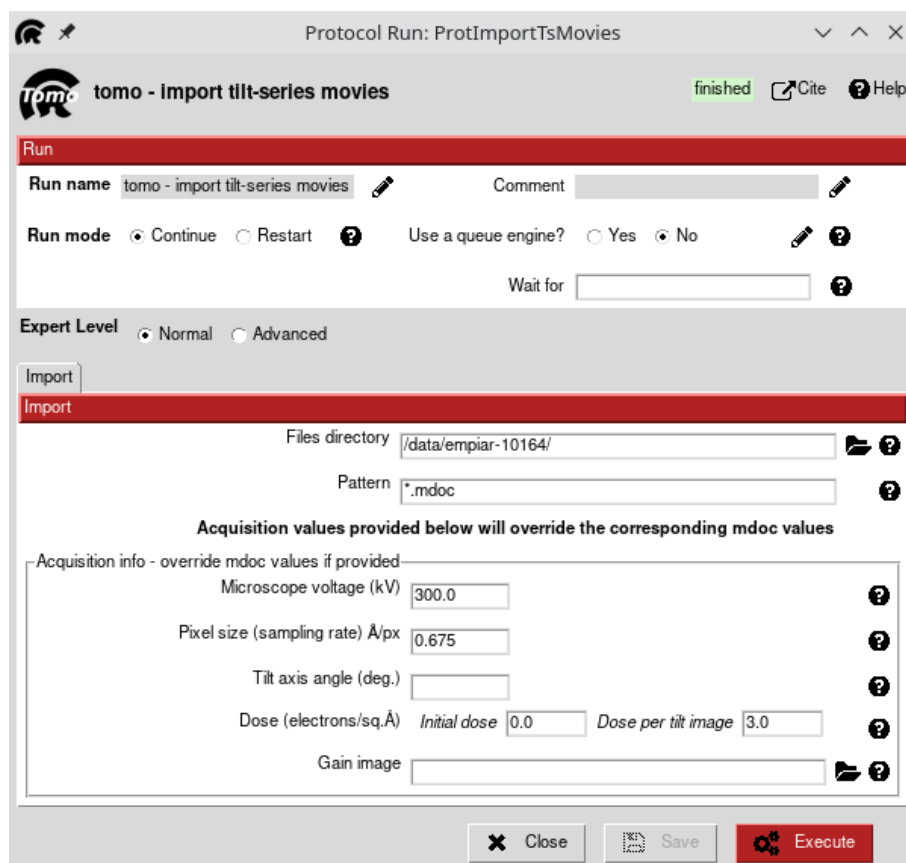 Protocol Run: ProtImportTsMovies
Tomo tomo - import tilt-series movies finished Cite Help
Run
Run name tomo - import tilt-series movies Comment
Run mode Continue Restart Use a queue engine? Yes No
Wait for
Expert Level Normal Advanced
Import
Import
Files directory /data/empiar-10164/
Pattern *.mdoc
Acquisition values provided below will override the corresponding mdoc values
Acquisition info - override mdoc values if provided
Microscope voltage (kV) 300.0
Pixel size (sampling rate) Å/px 0.675
Tilt axis angle (deg.)
Dose (electrons/sq.Å) Initial dose 0.0 Dose per tilt image 3.0
Gain image
Close Save Execute